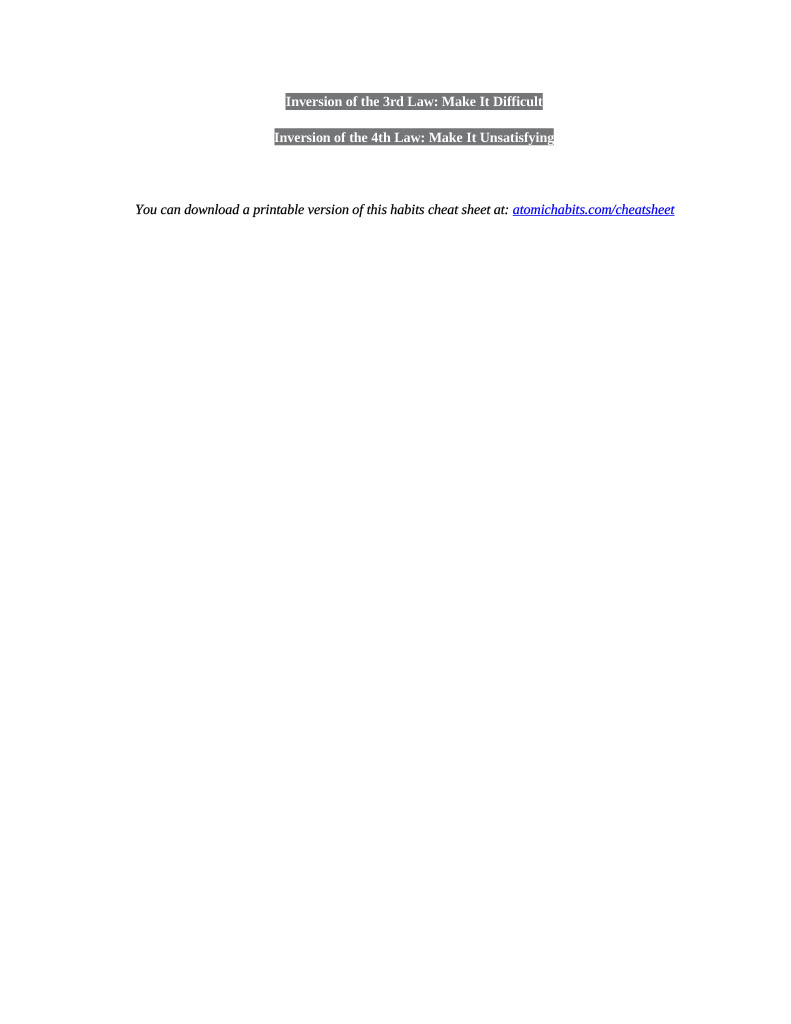 Inversion of the 3rd Law: Make It Difficult
Inversion of the 4th Law: Make It Unsatisfying
You can download a printable version of this habits cheat sheet at: atomichabits.com/cheatsheet